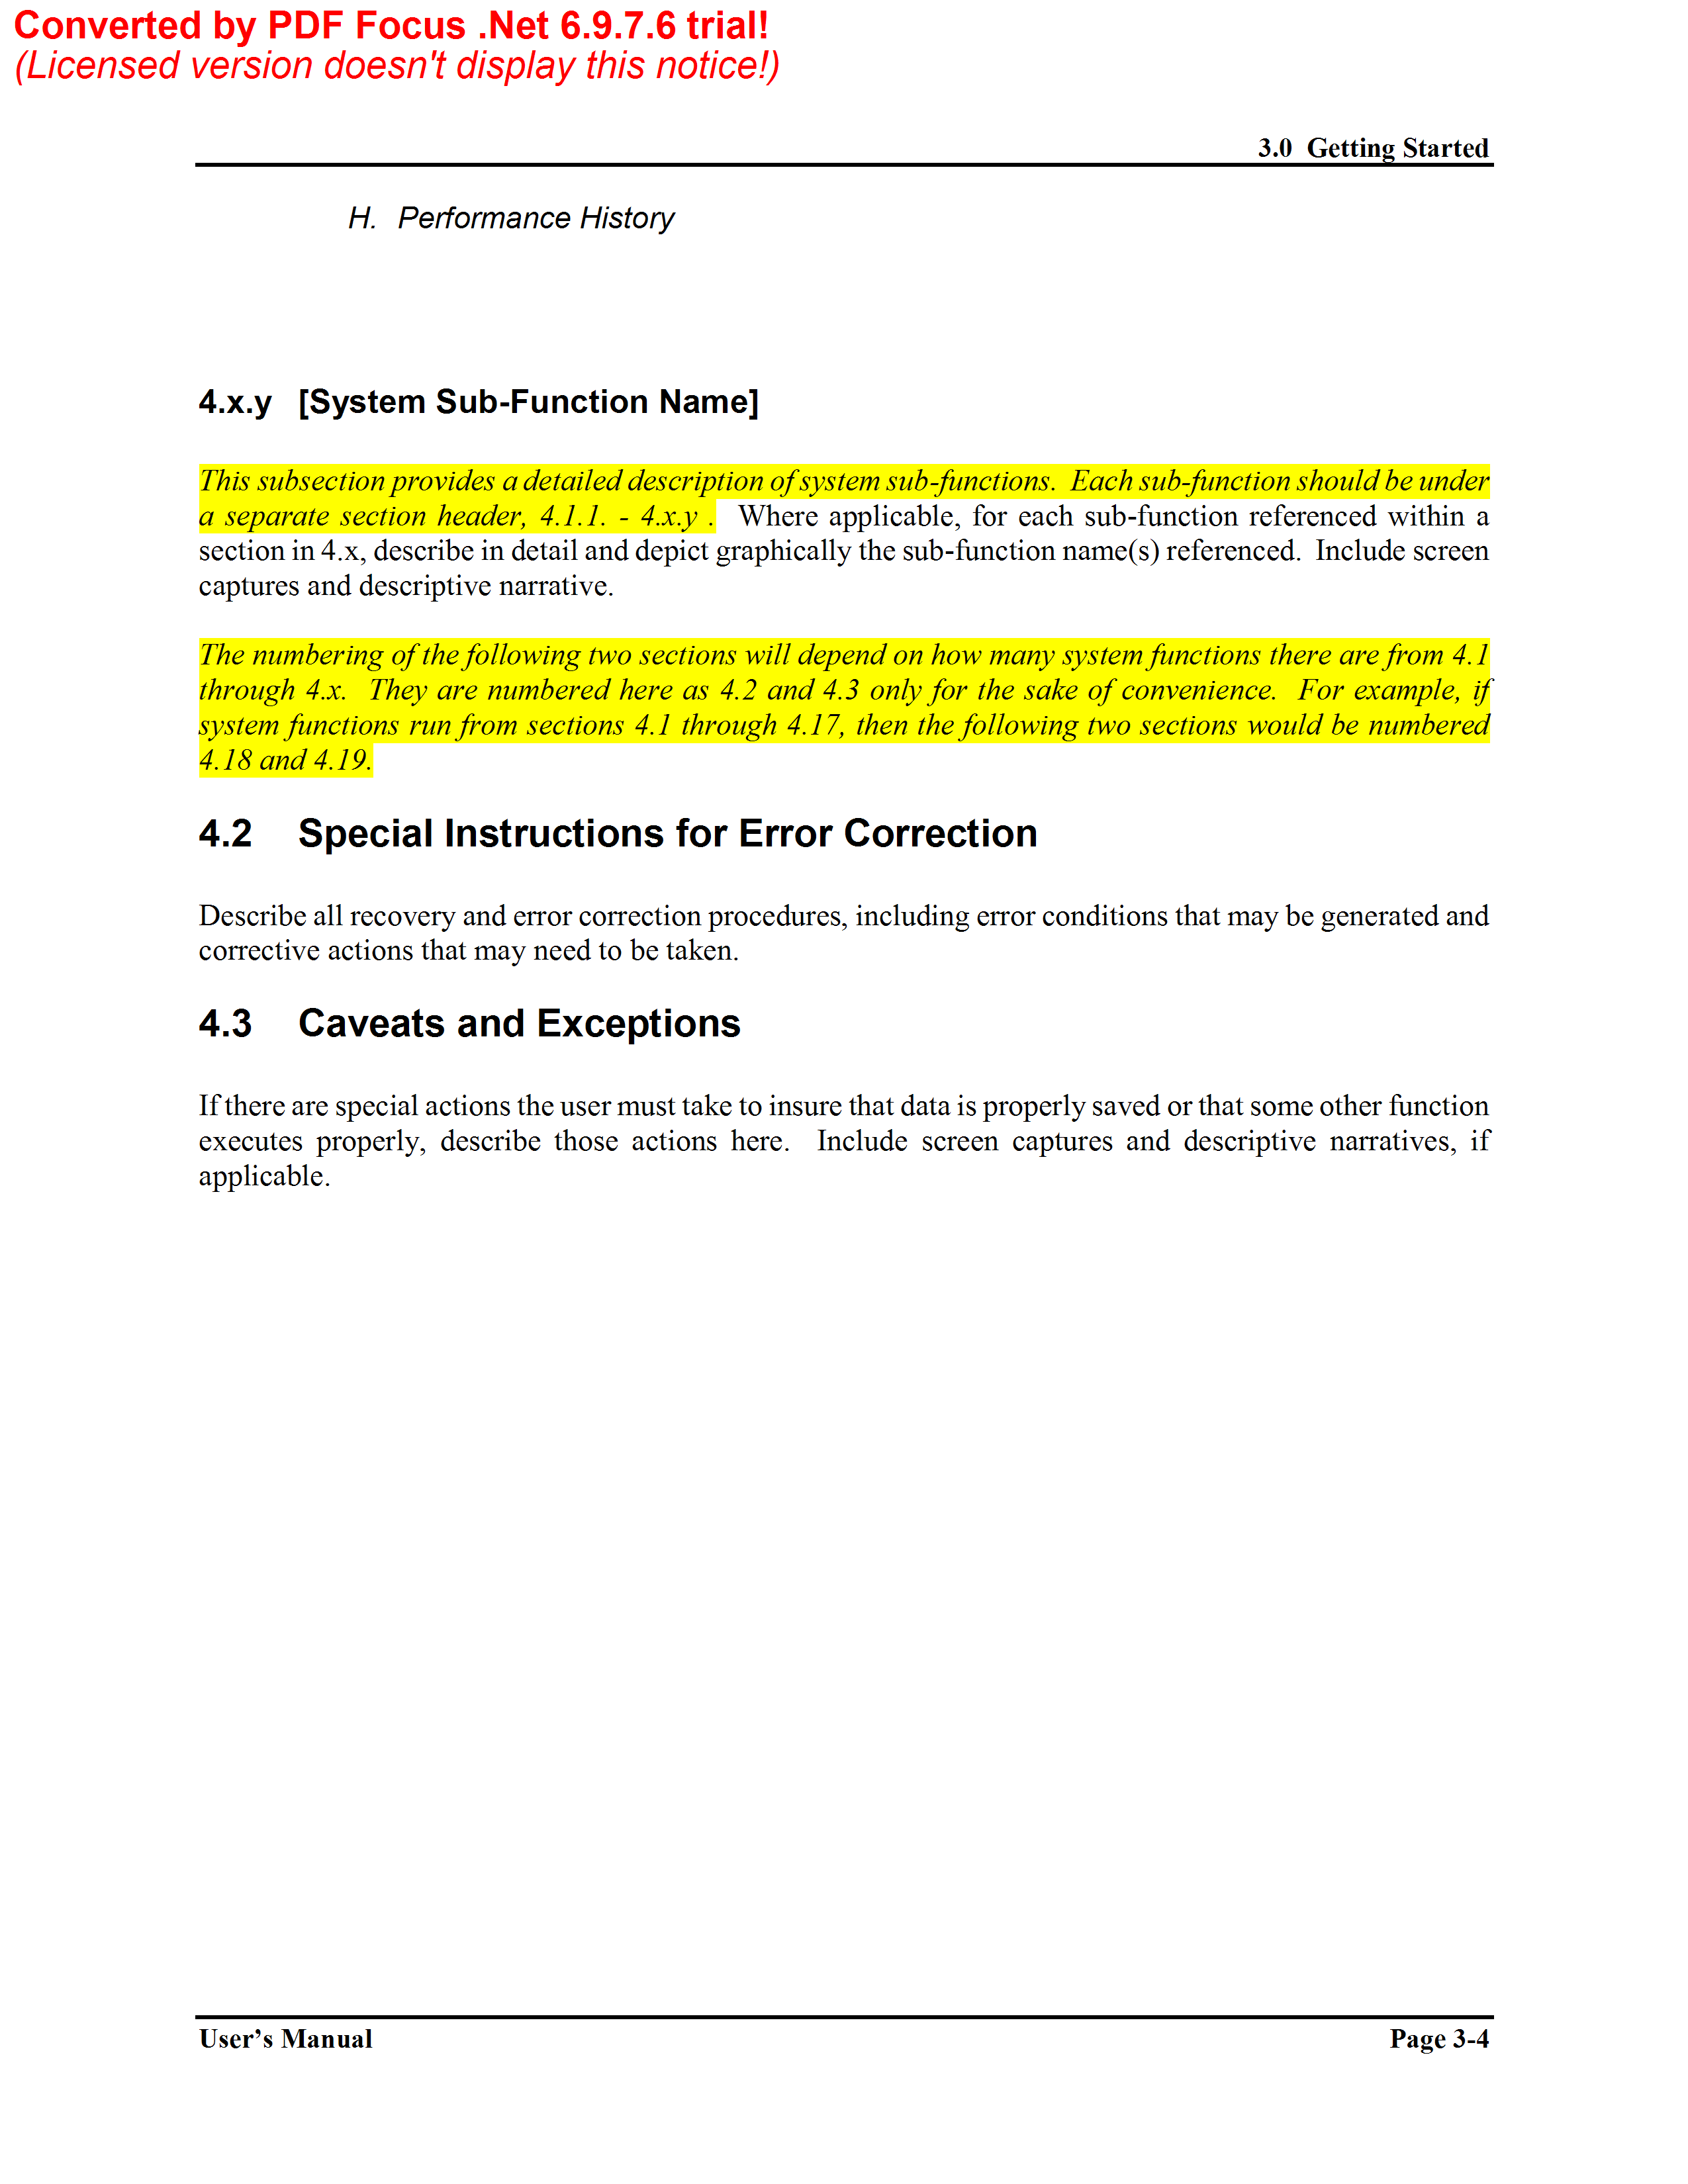 Converted by PDF Focus .Net 6.9.7.6 trial!
(Licensed version doesn't display this notice!)
3.0 Getting Started
H. Performance History
4.x.y [System Sub-Function Name]
This subsection provides a detailed description of system sub-functions. Each sub-function should be under
a separate section header, 4.1.1. - 4.x.y . Where applicable, for each sub-function referenced within a
section in 4.x, describe in detail and depict graphically the sub-function name(s) referenced. Include screen
captures and descriptive narrative.
The numbering of the following two sections will depend on how many system functions there are from 4.1
through 4.x. They are numbered here as 4.2 and 4.3 only for the sake of convenience. For example, if
system functions run from sections 4.1 through 4.17, then the following two sections would be numbered
4.18 and 4.19.
4.2 Special Instructions for Error Correction
Describe all recovery and error correction procedures, including error conditions that may be generated and
corrective actions that may need to be taken.
4.3 Caveats and Exceptions
If there are special actions the user must take to insure that data is properly saved or that some other function
executes properly, describe those actions here. Include screen captures and descriptive narratives, if
applicable.
User’s Manual Page 3-4